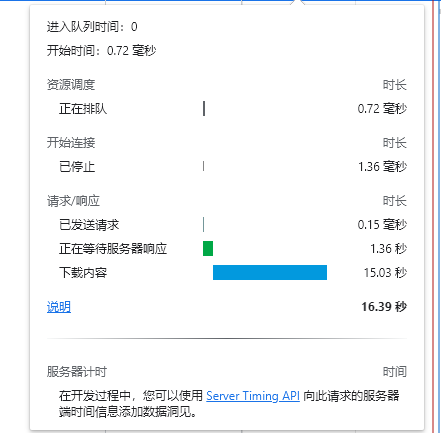 进入队列时间：0
开始时间：0.72 毫秒
资源调度 时长
正在排队 0.72 毫秒
开始连接 时长
已停止 1.36 毫秒
请求/响应 时长
已发送请求 0.15 毫秒
正在等待服务器响应 1.36 秒
下载内容 15.03 秒
说明 16.39 秒
服务器计时 时间
在开发过程中，您可以使用 Server Timing API 向此请求的服务器
端时间信息添加数据洞见。